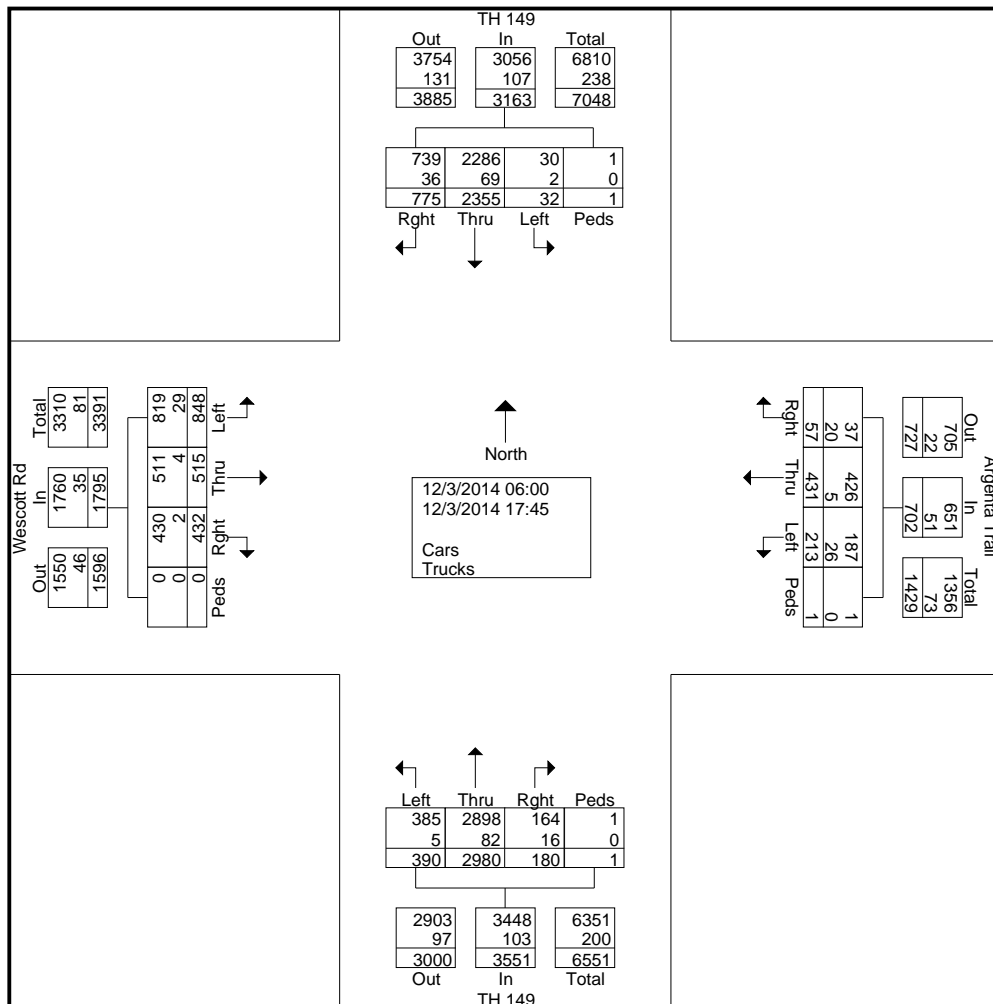 TH 149
Out In Total
3754 3056 6810
131 107 238
3885 3163 7048
739 2286 30 1
36 69 2 0
775 2355 32 1
Rght Thru Left Peds
Wescott Rd
Total In Out
3310 1760 1550
81 35 46
3391 1795 1596
819 511 430 0
29 4 2 0
848 515 432 0
Left Thru Rght Peds
North
12/3/2014 06:00
12/3/2014 17:45
Cars
Trucks
Argenta Trail
Out In Total
705 651 1356
22 51 73
727 702 1429
37 426 187 1
20 5 26 0
57 431 213 1
Rght Thru Left Peds
Left Thru Rght Peds
385 2898 164 1
5 82 16 0
390 2980 180 1
2903 3448 6351
97 103 200
3000 3551 6551
Out In Total
TH 149